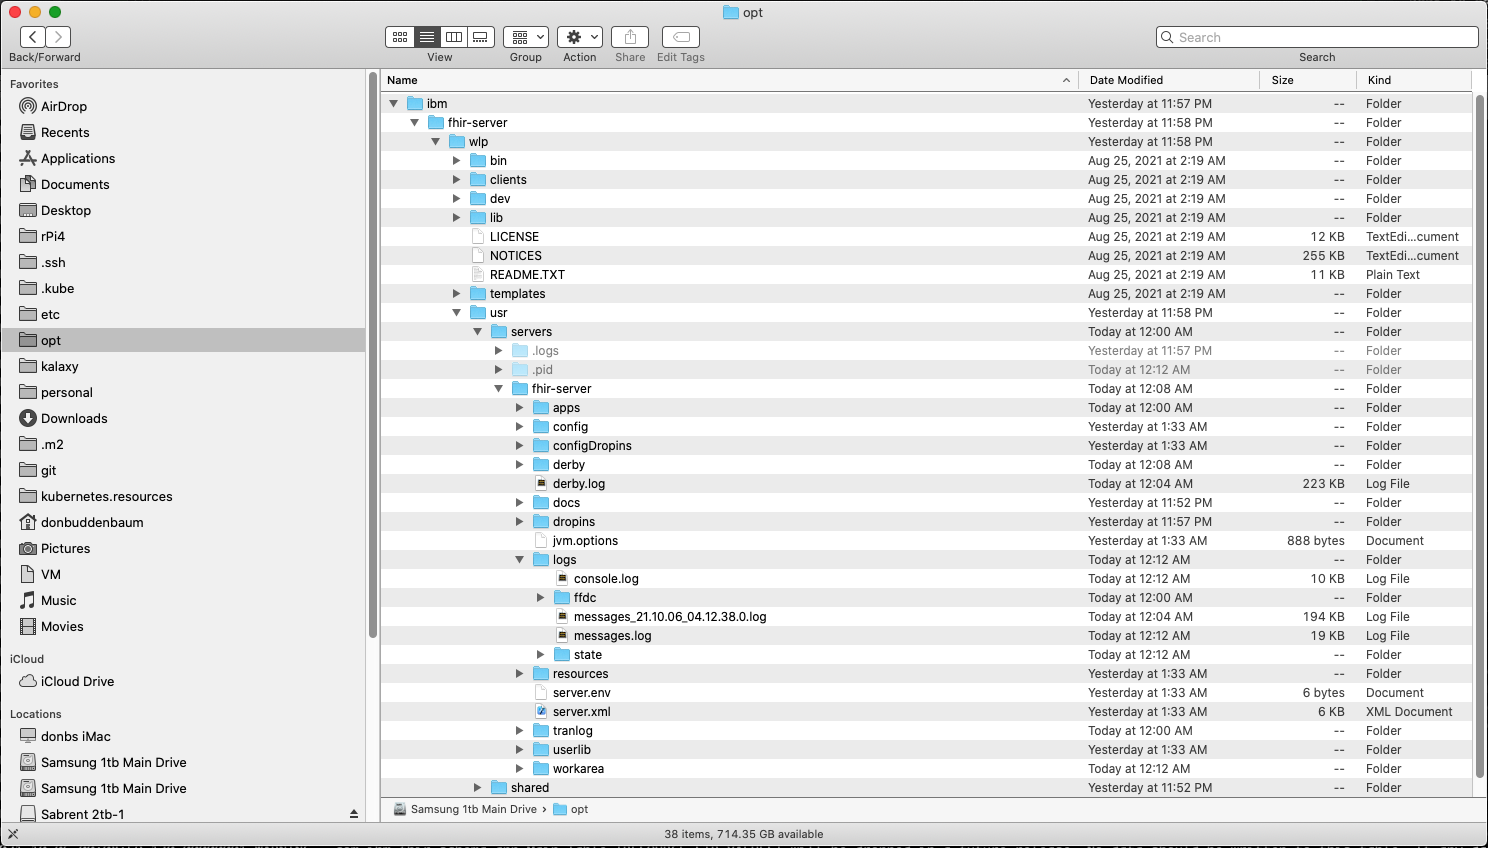 opt
Back/Forward
View
Group
Action
Share
Edit Tags
Search
Search
Favorites
AirDrop
Recents
Applications
Documents
Desktop
rPi4
.ssh
.kube
etc
opt
kalaxy
personal
Downloads
.m2
git
kubernetes.resources
donbuddenbaum
Pictures
VM
Music
Movies
iCloud
iCloud Drive
Locations
donbs iMac
Samsung 1tb Main Drive
Samsung 1tb Main Drive
Sabrent 2tb-1
Name Date Modified Size Kind
ibm Yesterday at 11:57 PM -- Folder
fhir-server Yesterday at 11:58 PM -- Folder
wlp Yesterday at 11:58 PM -- Folder
bin Aug 25, 2021 at 2:19 AM -- Folder
clients Aug 25, 2021 at 2:19 AM -- Folder
dev Aug 25, 2021 at 2:19 AM -- Folder
lib Aug 25, 2021 at 2:19 AM -- Folder
LICENSE Aug 25, 2021 at 2:19 AM 12 KB TextEdi...cument
NOTICES Aug 25, 2021 at 2:19 AM 255 KB TextEdi...cument
README.TXT Aug 25, 2021 at 2:19 AM 11 KB Plain Text
templates Aug 25, 2021 at 2:19 AM -- Folder
usr Yesterday at 11:58 PM -- Folder
servers Today at 12:00 AM -- Folder
.logs Yesterday at 11:57 PM -- Folder
.pid Today at 12:12 AM -- Folder
fhir-server Today at 12:08 AM -- Folder
apps Today at 12:00 AM -- Folder
config Yesterday at 1:33 AM -- Folder
configDropins Yesterday at 1:33 AM -- Folder
derby Today at 12:08 AM -- Folder
derby.log Today at 12:04 AM 223 KB Log File
docs Yesterday at 11:52 PM -- Folder
dropins Yesterday at 11:57 PM -- Folder
jvm.options Yesterday at 1:33 AM 888 bytes Document
logs Today at 12:12 AM -- Folder
console.log Today at 12:12 AM 10 KB Log File
ffdc Today at 12:00 AM -- Folder
messages_21.10.06_04.12.38.0.log Today at 12:04 AM 194 KB Log File
messages.log Today at 12:12 AM 19 KB Log File
state Today at 12:12 AM -- Folder
resources Yesterday at 1:33 AM -- Folder
server.env Yesterday at 1:33 AM 6 bytes Document
server.xml Yesterday at 1:33 AM 6 KB XML Document
tranlog Today at 12:00 AM -- Folder
userlib Yesterday at 1:33 AM -- Folder
workarea Today at 12:12 AM -- Folder
shared Yesterday at 11:52 PM -- Folder
Samsung 1tb Main Drive › opt
38 items, 714.35 GB available